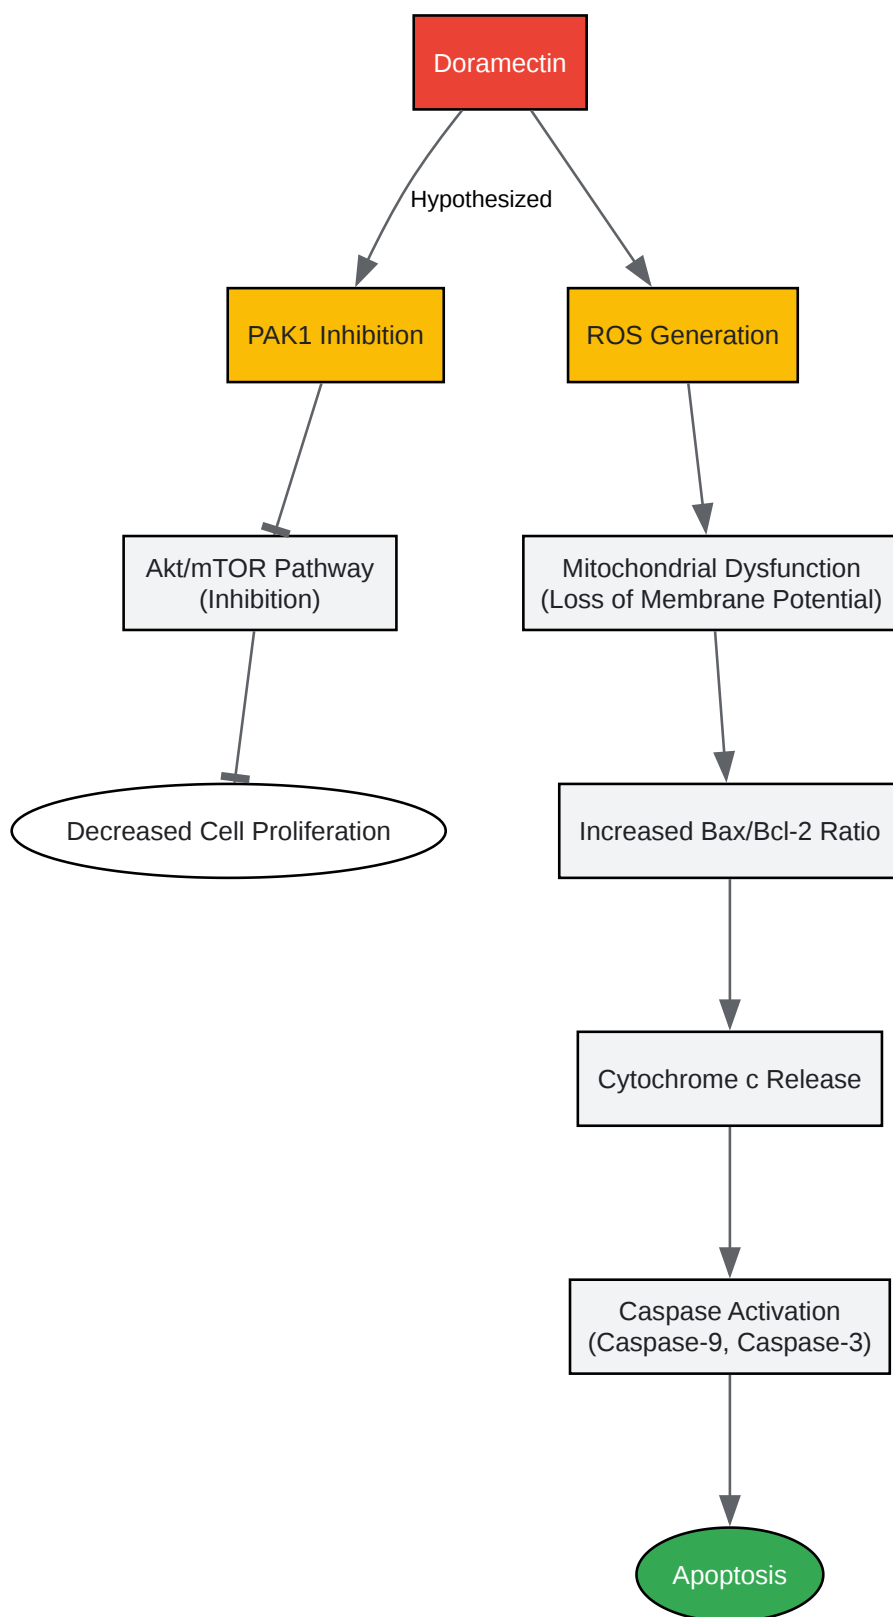 Doramectin
Hypothesized
PAK1 Inhibition
ROS Generation
Akt/mTOR Pathway
(Inhibition)
Mitochondrial Dysfunction
(Loss of Membrane Potential)
Decreased Cell Proliferation
Increased Bax/Bcl-2 Ratio
Cytochrome c Release
Caspase Activation
(Caspase-9, Caspase-3)
Apoptosis